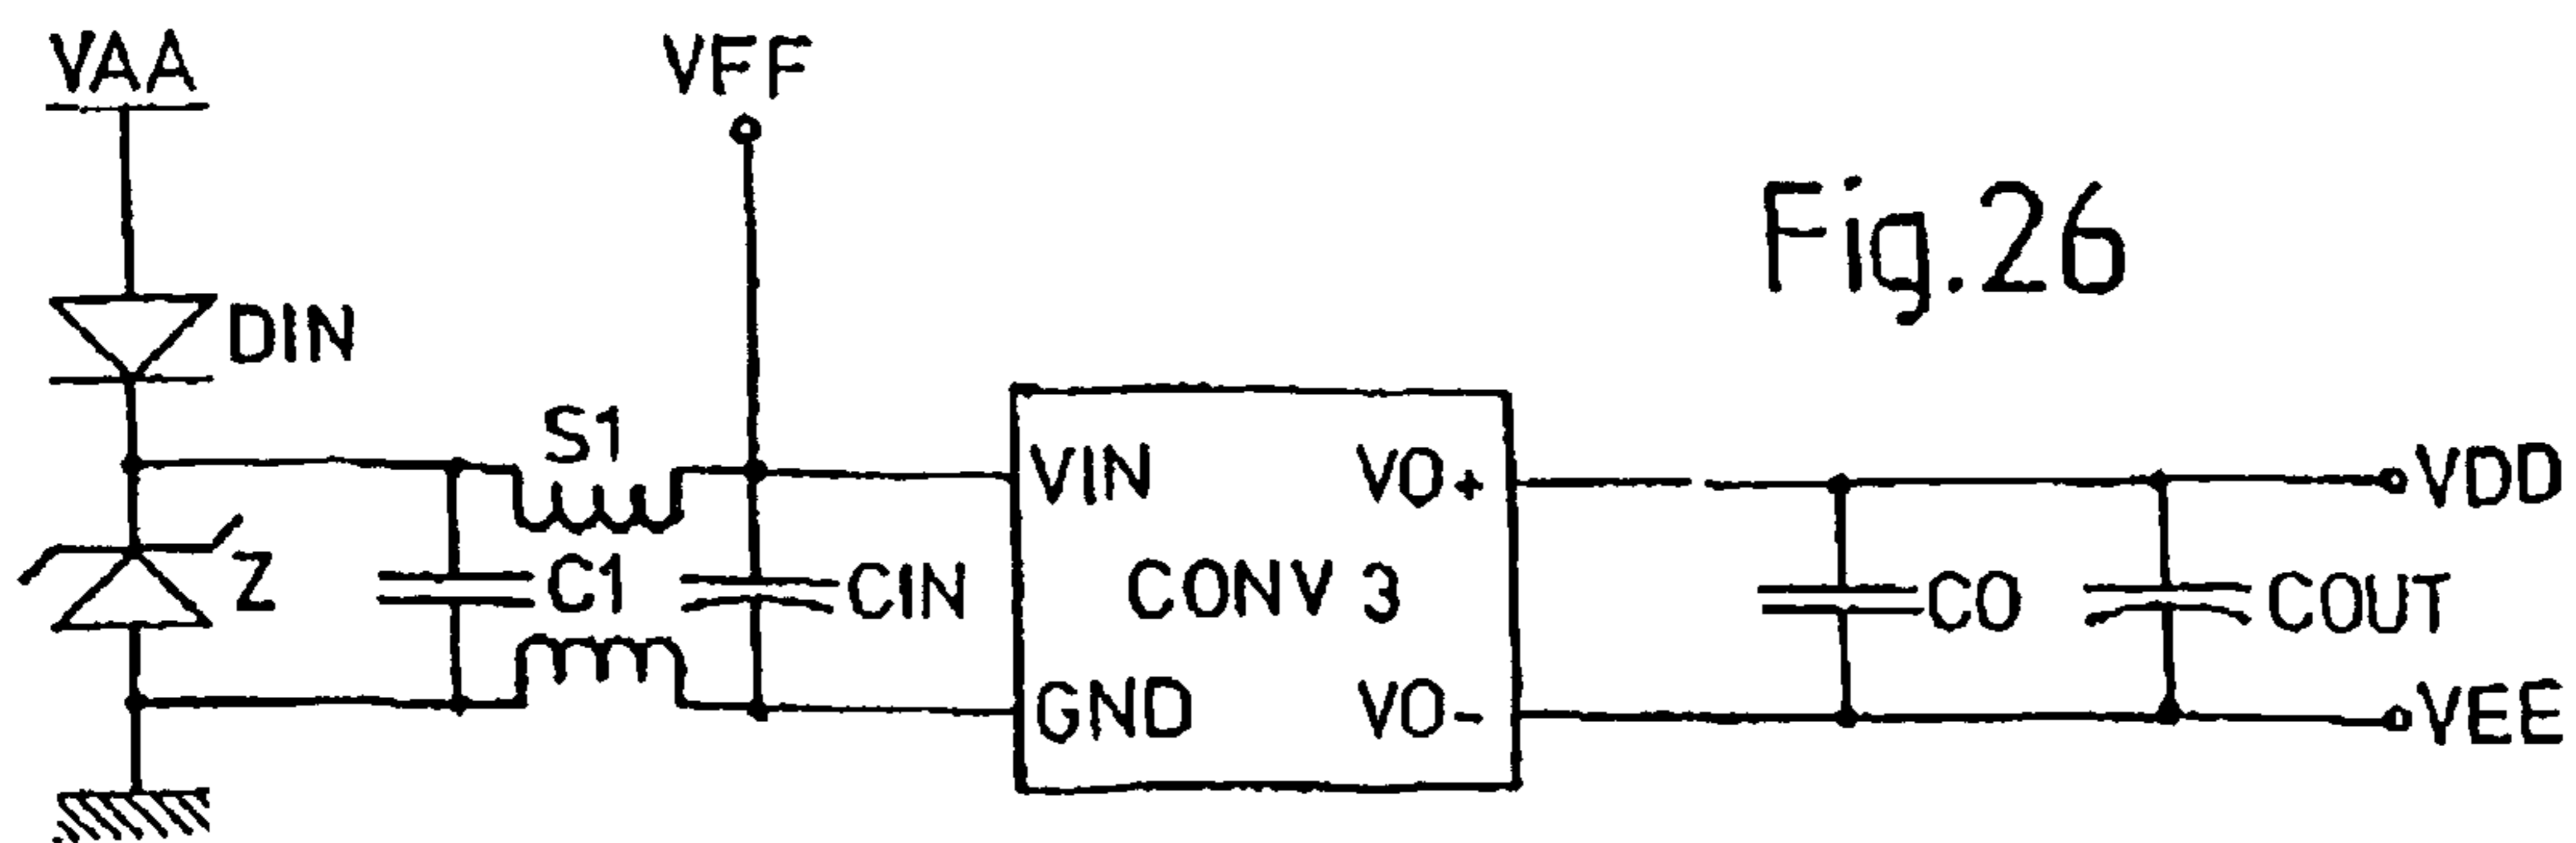 VAA
VFF
Fig.26
DIN
S1
VIN
VO+
VDD
Z
C1
CIN
CONV 3
CO
COUT
GND
VO-
VEE